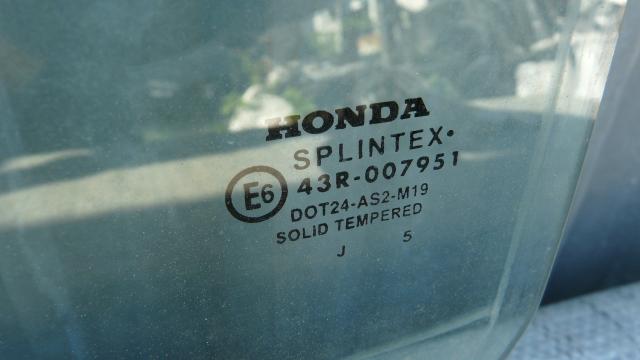 HONDA
SPLINTEX•
E6 43R-007951
DOT24-AS2-M19
SOLID TEMPERED
J 5